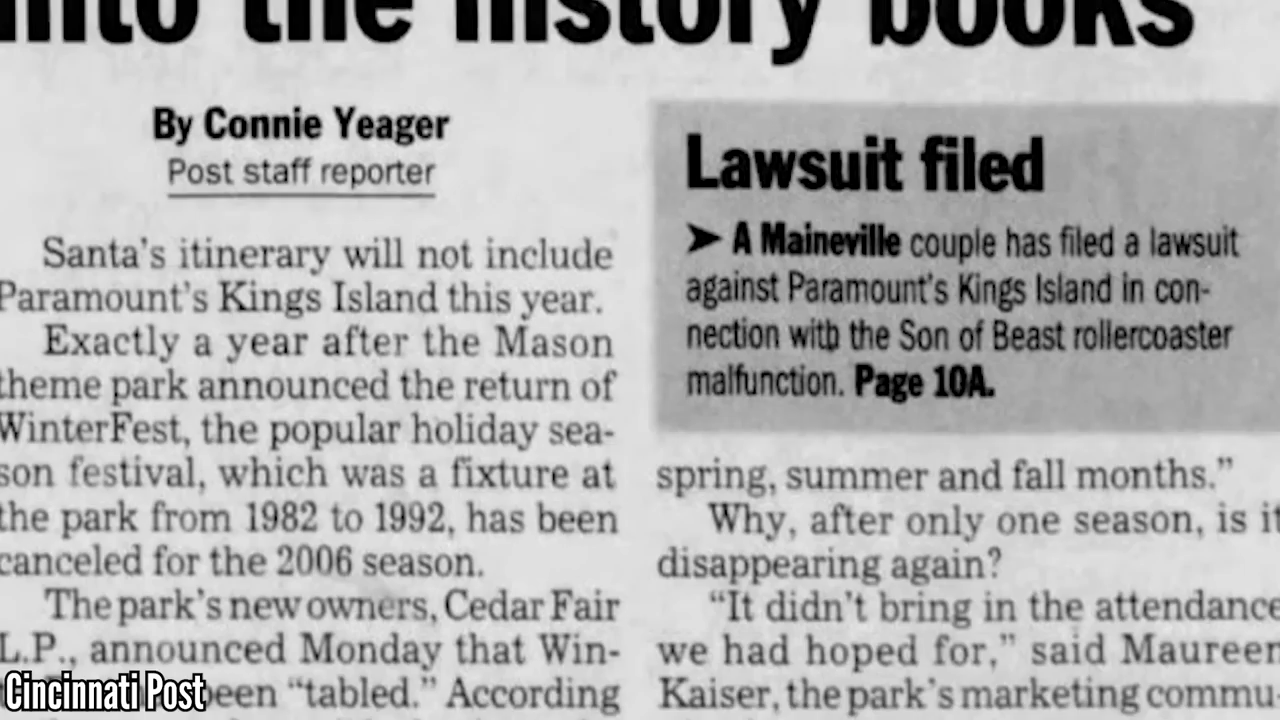 into the history books
By Connie Yeager
Post staff reporter
Santa's itinerary will not include
Paramount's Kings Island this year.
Exactly a year after the Mason
theme park announced the return of
WinterFest, the popular holiday sea-
son festival, which was a fixture at
the park from 1982 to 1992, has been
canceled for the 2006 season.
The park's new owners, Cedar Fair
L.P., announced Monday that Win-
been "tabled." According
Lawsuit filed
➤ A Maineville couple has filed a lawsuit
against Paramount's Kings Island in con-
nection with the Son of Beast rollercoaster
malfunction. Page 10A.
spring, summer and fall months."
Why, after only one season, is it
disappearing again?
"It didn't bring in the attendance
we had hoped for," said Maureen
Kaiser, the park's marketing commu-
Cincinnati Post